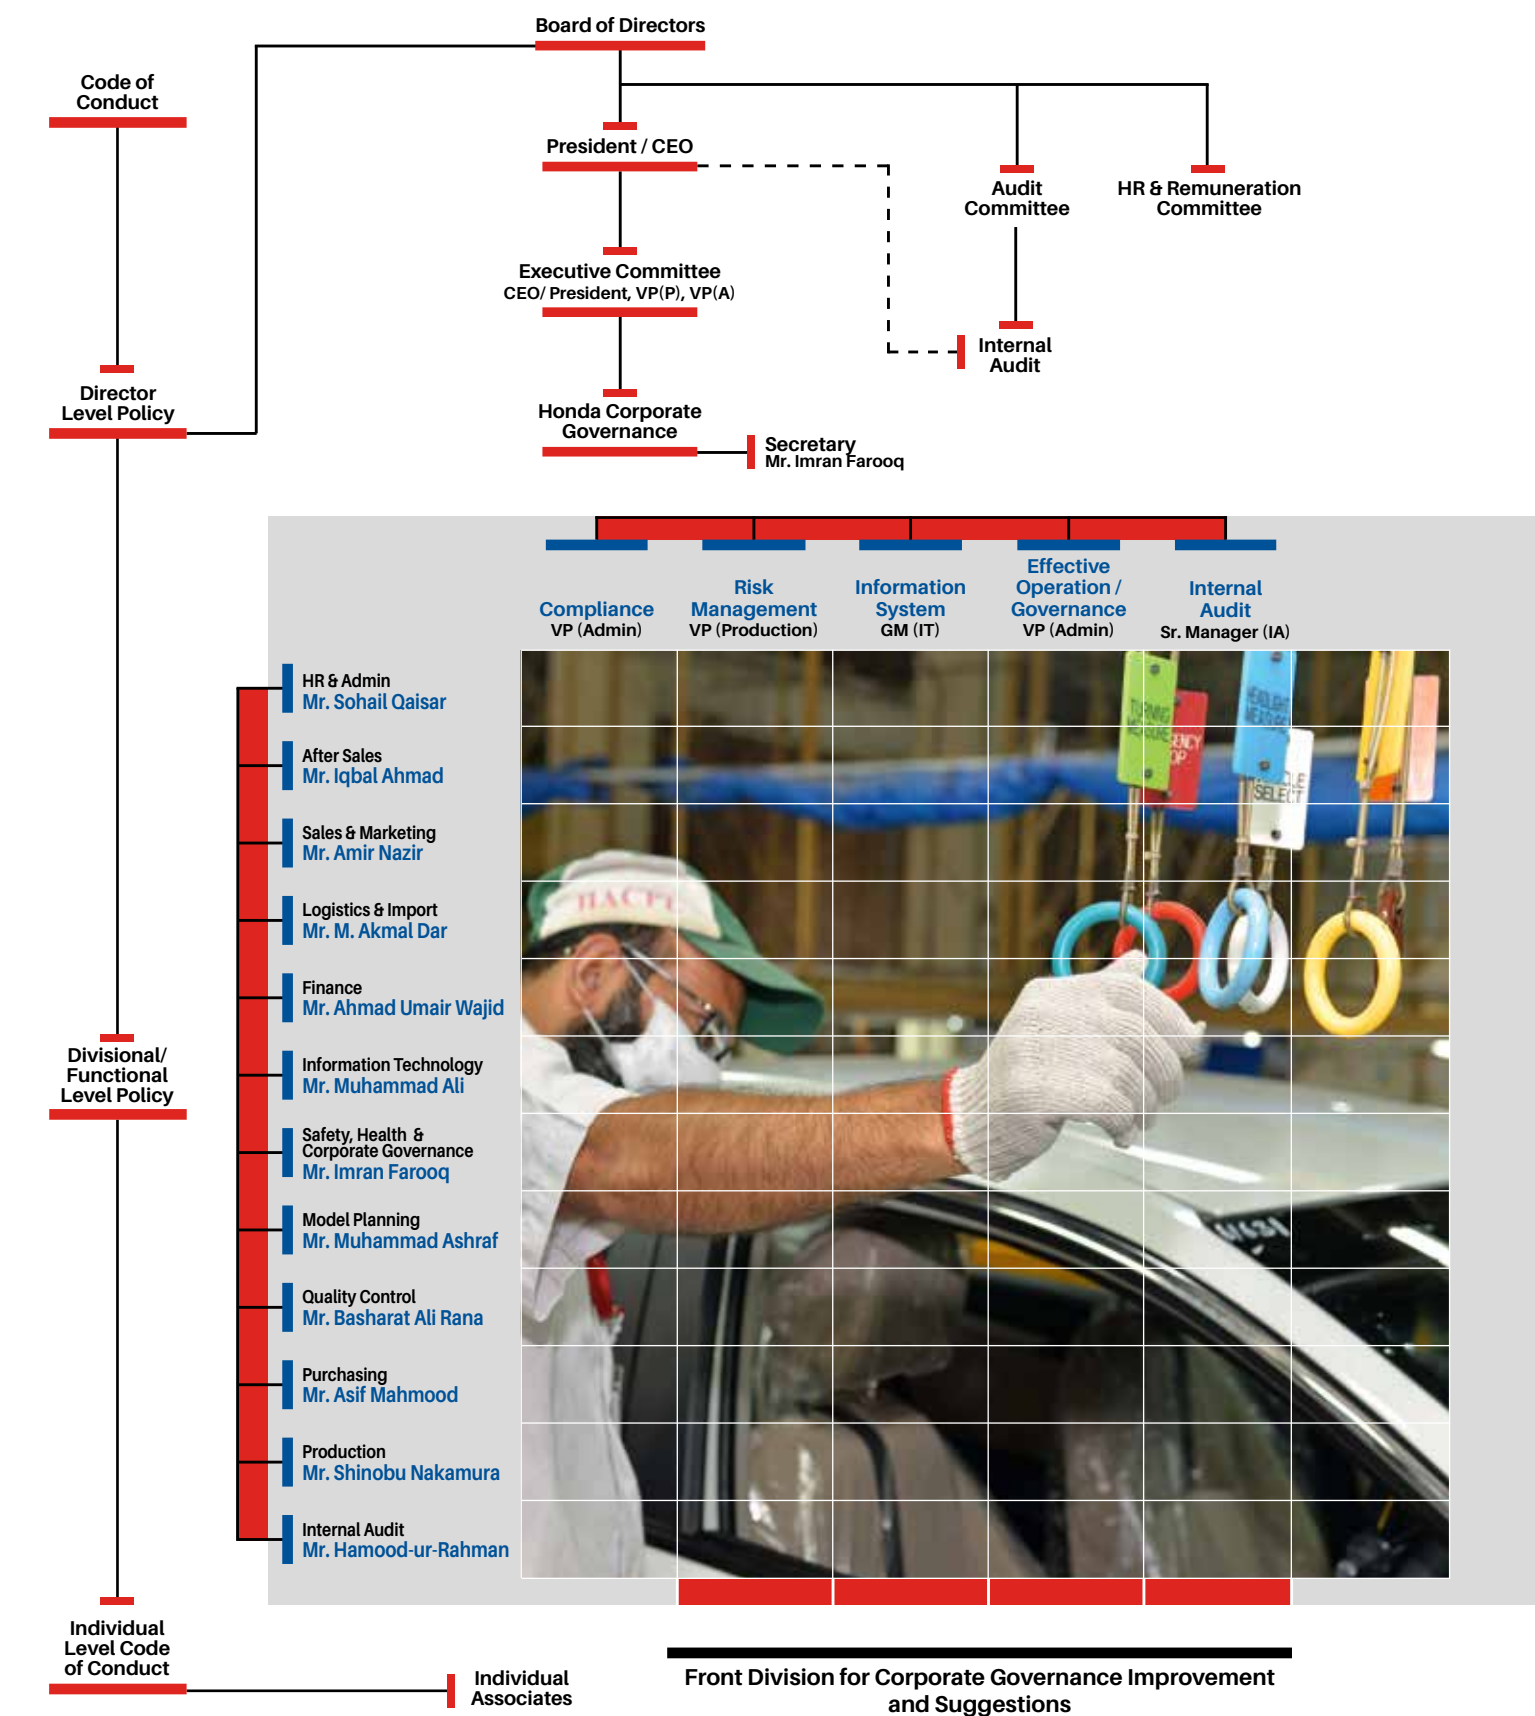 Board of Directors
Code of
Conduct
President / CEO
Audit
Committee
HR & Remuneration
Committee
Executive Committee
CEO/ President, VP(P), VP(A)
Internal
Audit
Director
Level Policy
Honda Corporate
Governance
Secretary
Mr. Imran Farooq
Compliance
VP (Admin)
Risk
Management
VP (Production)
Information
System
GM (IT)
Effective
Operation /
Governance
VP (Admin)
Internal
Audit
Sr. Manager (IA)
HR & Admin
Mr. Sohail Qaisar
After Sales
Mr. Iqbal Ahmad
Sales & Marketing
Mr. Amir Nazir
Logistics & Import
Mr. M. Akmal Dar
Finance
Mr. Ahmad Umair Wajid
Information Technology
Mr. Muhammad Ali
Safety, Health &
Corporate Governance
Mr. Imran Farooq
Model Planning
Mr. Muhammad Ashraf
Quality Control
Mr. Basharat Ali Rana
Purchasing
Mr. Asif Mahmood
Production
Mr. Shinobu Nakamura
Internal Audit
Mr. Hamood-ur-Rahman
TURNING
MEASURE
HEADLIGHT
Divisional/
Functional
Level Policy
Individual
Level Code
of Conduct
Individual
Associates
Front Division for Corporate Governance Improvement
and Suggestions